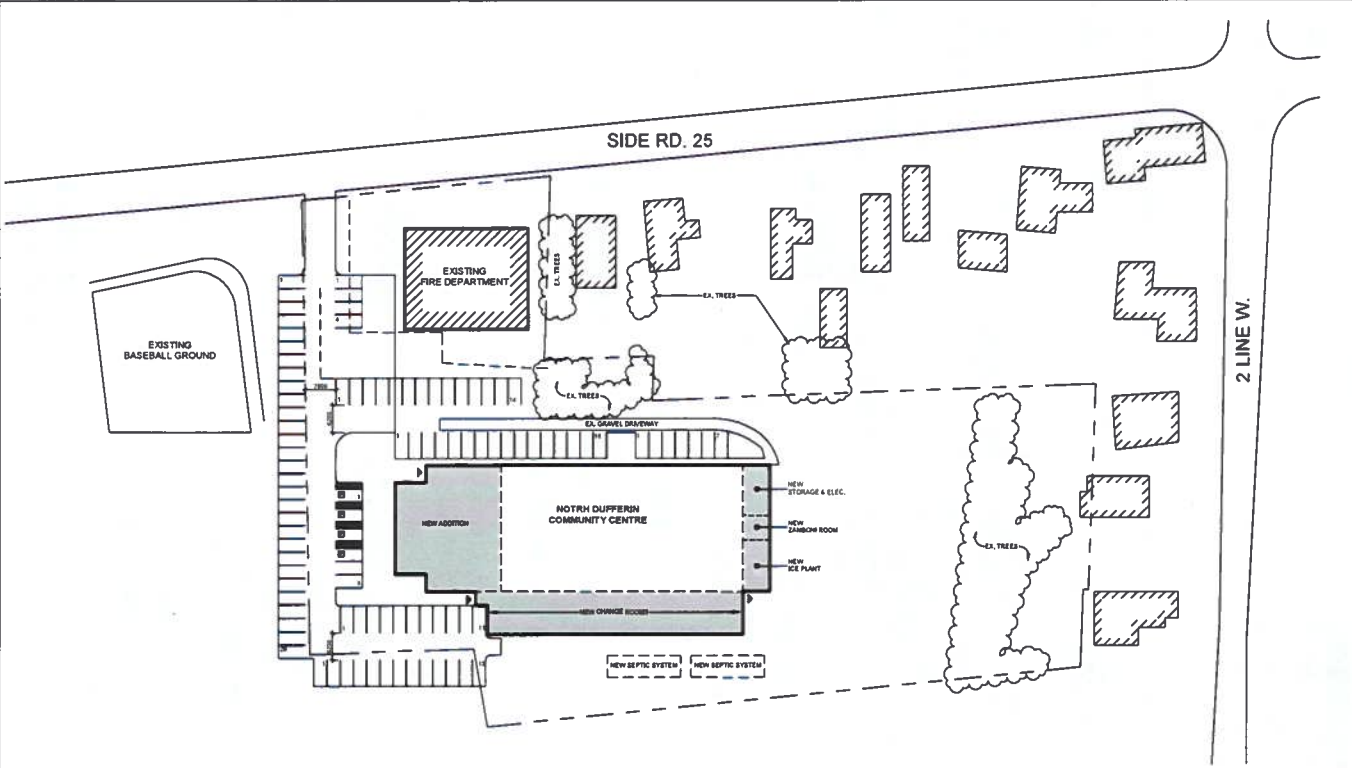 SIDE RD. 25
2 LINE W.
EXISTING
FIRE DEPARTMENT
EX. TREES
EX. TREES
EXISTING
BASEBALL GROUND
EX. TREES
EX. GRAVEL DRIVEWAY
NEW ADDITION
NOTRH DUFFERIN
COMMUNITY CENTRE
NEW
STORAGE & ELEC.
NEW
ZAMBONI ROOM
NEW
ICE PLANT
EX. TREES
NEW CHANGE ROOMS
NEW SEPTIC SYSTEM
NEW SEPTIC SYSTEM